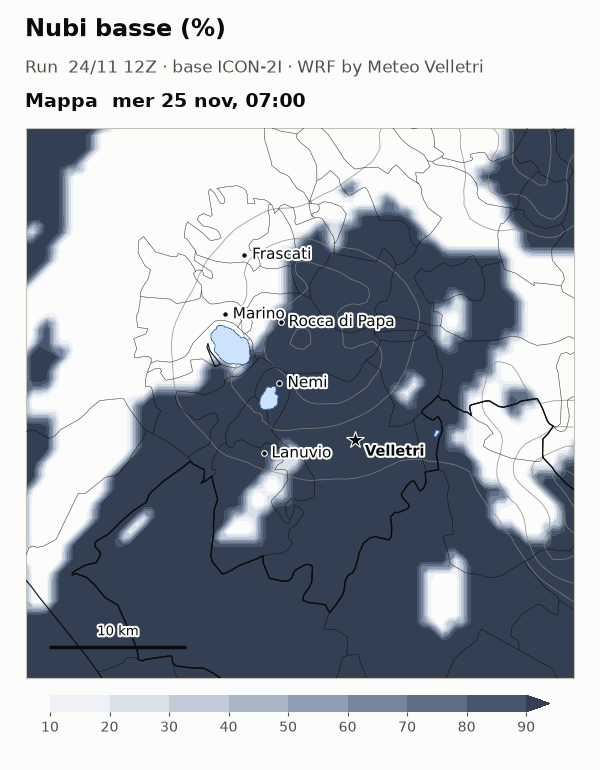 Nubi basse (%)
Run 24/11 12Z · base ICON-2I · WRF by Meteo Velletri
Mappa mer 25 nov, 07:00
Frascati
Marino
Rocca di Papa
Nemi
Velletri
Lanuvio
10 km
10 20 30 40 50 60 70 80 90